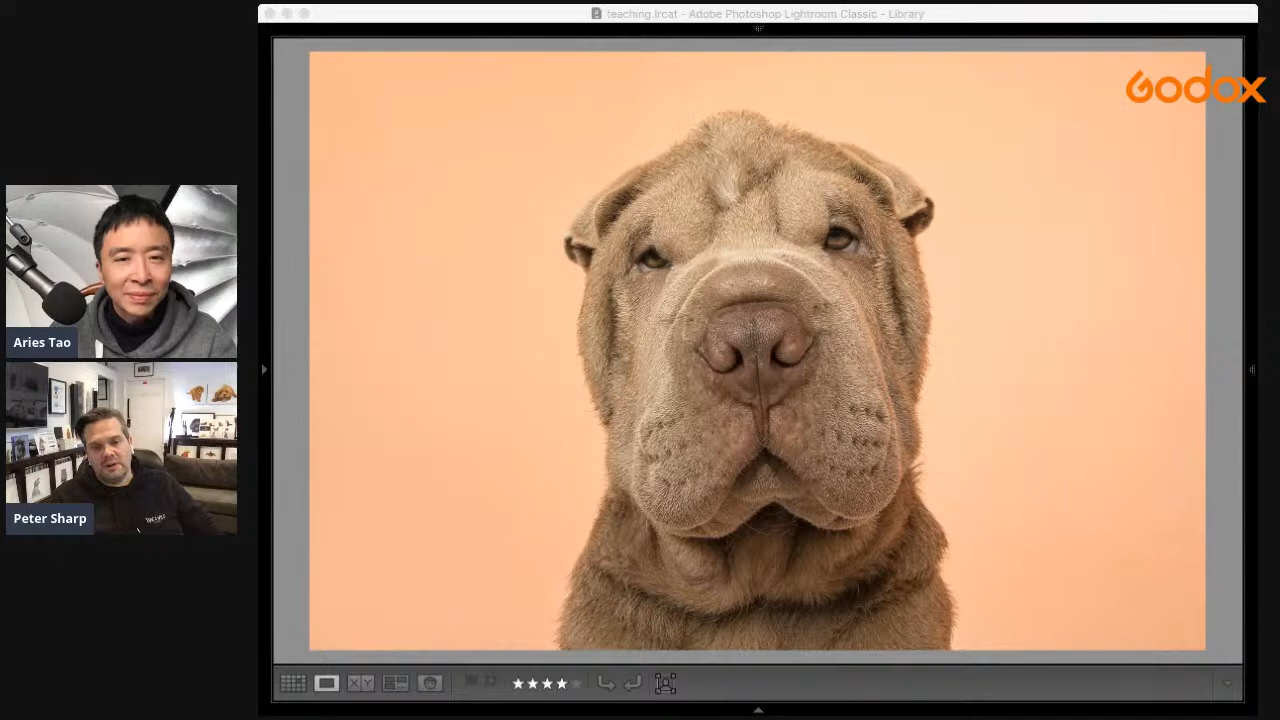 teaching.lrcat - Adobe Photoshop Lightroom Classic - Library
Godox
Aries Tao
Peter Sharp
X Y